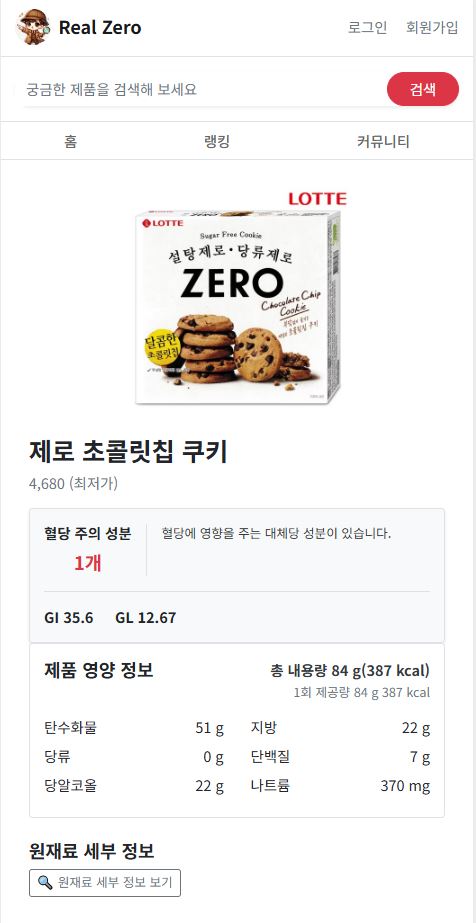 Real Zero
로그인 회원가입
궁금한 제품을 검색해 보세요
검색
홈 랭킹 커뮤니티
LOTTE
LOTTE
Sugar Free Cookie
설탕제로・당류제로
ZERO
Chocolate Chip
Cookie
달콤한
초콜릿칩
제로 초콜릿칩 쿠키
4,680 (최저가)
혈당 주의 성분
1개
혈당에 영향을 주는 대체당 성분이 있습니다.
GI 35.6 GL 12.67
제품 영양 정보
총 내용량 84 g(387 kcal)
1회 제공량 84 g 387 kcal
탄수화물 51 g 지방 22 g
당류 0 g 단백질 7 g
당알코올 22 g 나트륨 370 mg
원재료 세부 정보
원재료 세부 정보 보기